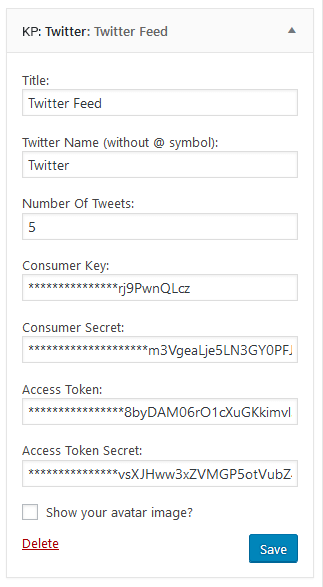 KP: Twitter: Twitter Feed
Title:
Twitter Feed
Twitter Name (without @ symbol):
Twitter
Number Of Tweets:
5
Consumer Key:
***************rj9PwnQLcz
Consumer Secret:
********************m3VgeaLje5LN3GY0PFJ
Access Token:
****************8byDAM06rO1cXuGKkimvl
Access Token Secret:
***************vsXJHww3xZVMGP5otVubZ
Show your avatar image?
Delete
Save